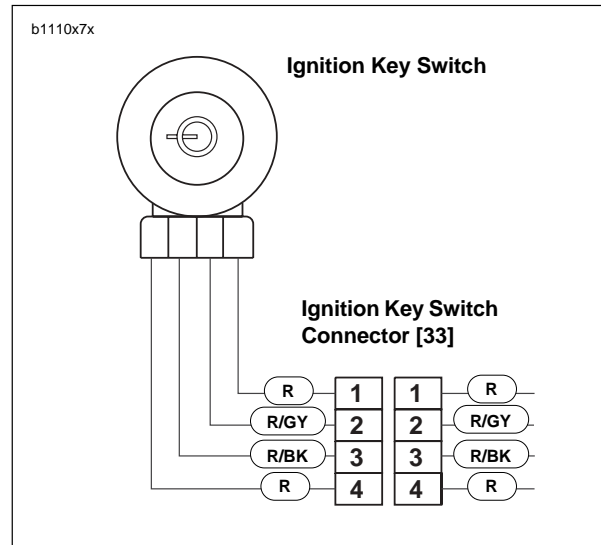 b1110x7x
Ignition Key Switch
Ignition Key Switch
Connector [33]
R 1 1 R
R/GY 2 2 R/GY
R/BK 3 3 R/BK
R 4 4 R